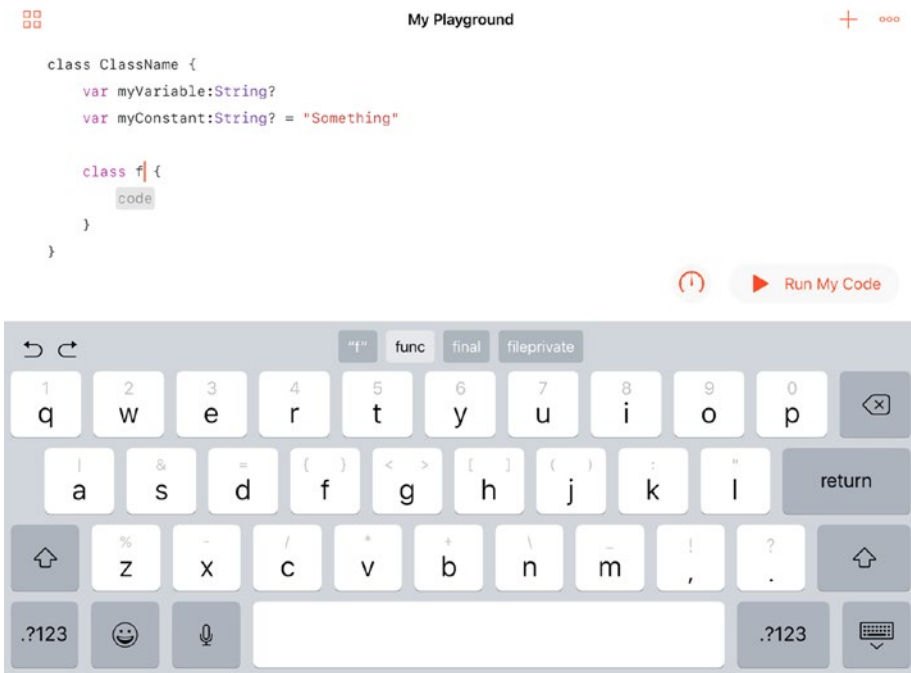 My Playground
class ClassName {
var myVariable:String?
var myConstant:String? = "Something"
class f {
code
}
}
Run My Code
"f" func final fileprivate
1 2 3 4 5 6 7 8 9 0
q w e r t y u i o p
| & = { } < > [ ] ( ) : "
a s d f g h j k l return
% - / * + \ _ ! ?
z x c v b n m , .
.?123 .?123